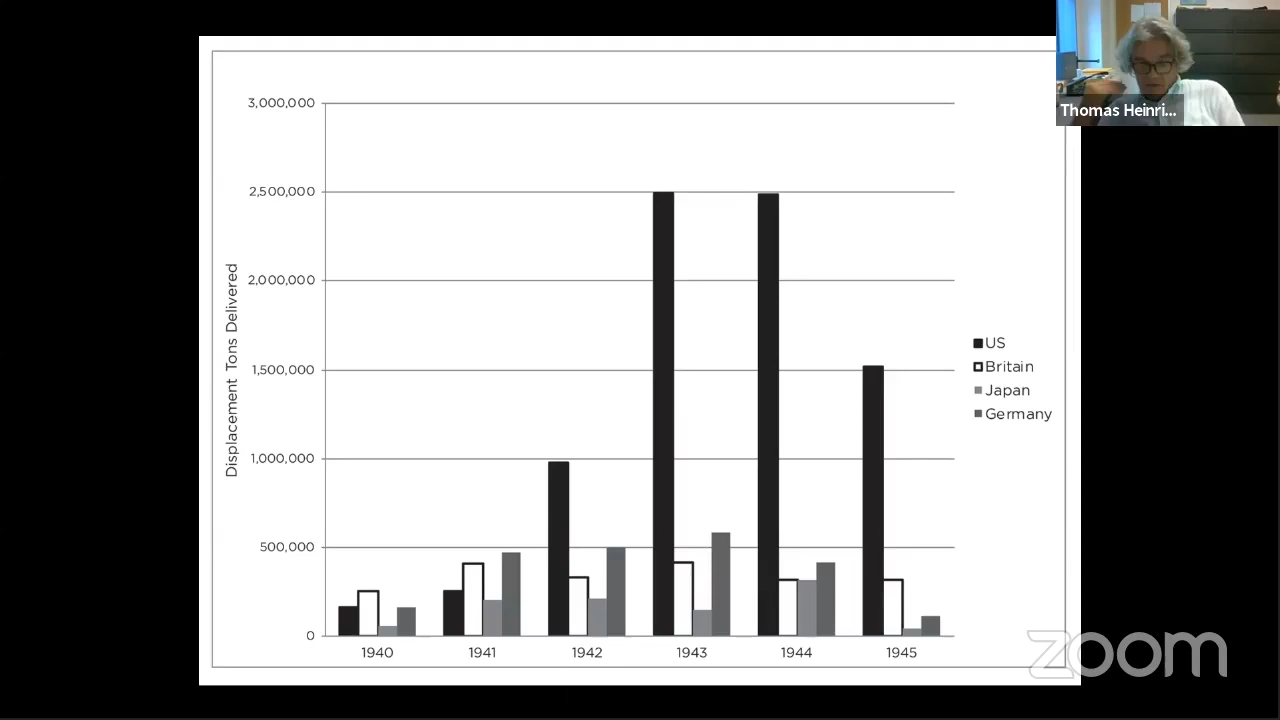 Thomas Heinri...
3,000,000
2,500,000
2,000,000
1,500,000
1,000,000
500,000
0
Displacement Tons Delivered
1940 1941 1942 1943 1944 1945
US
Britain
Japan
Germany
zoom